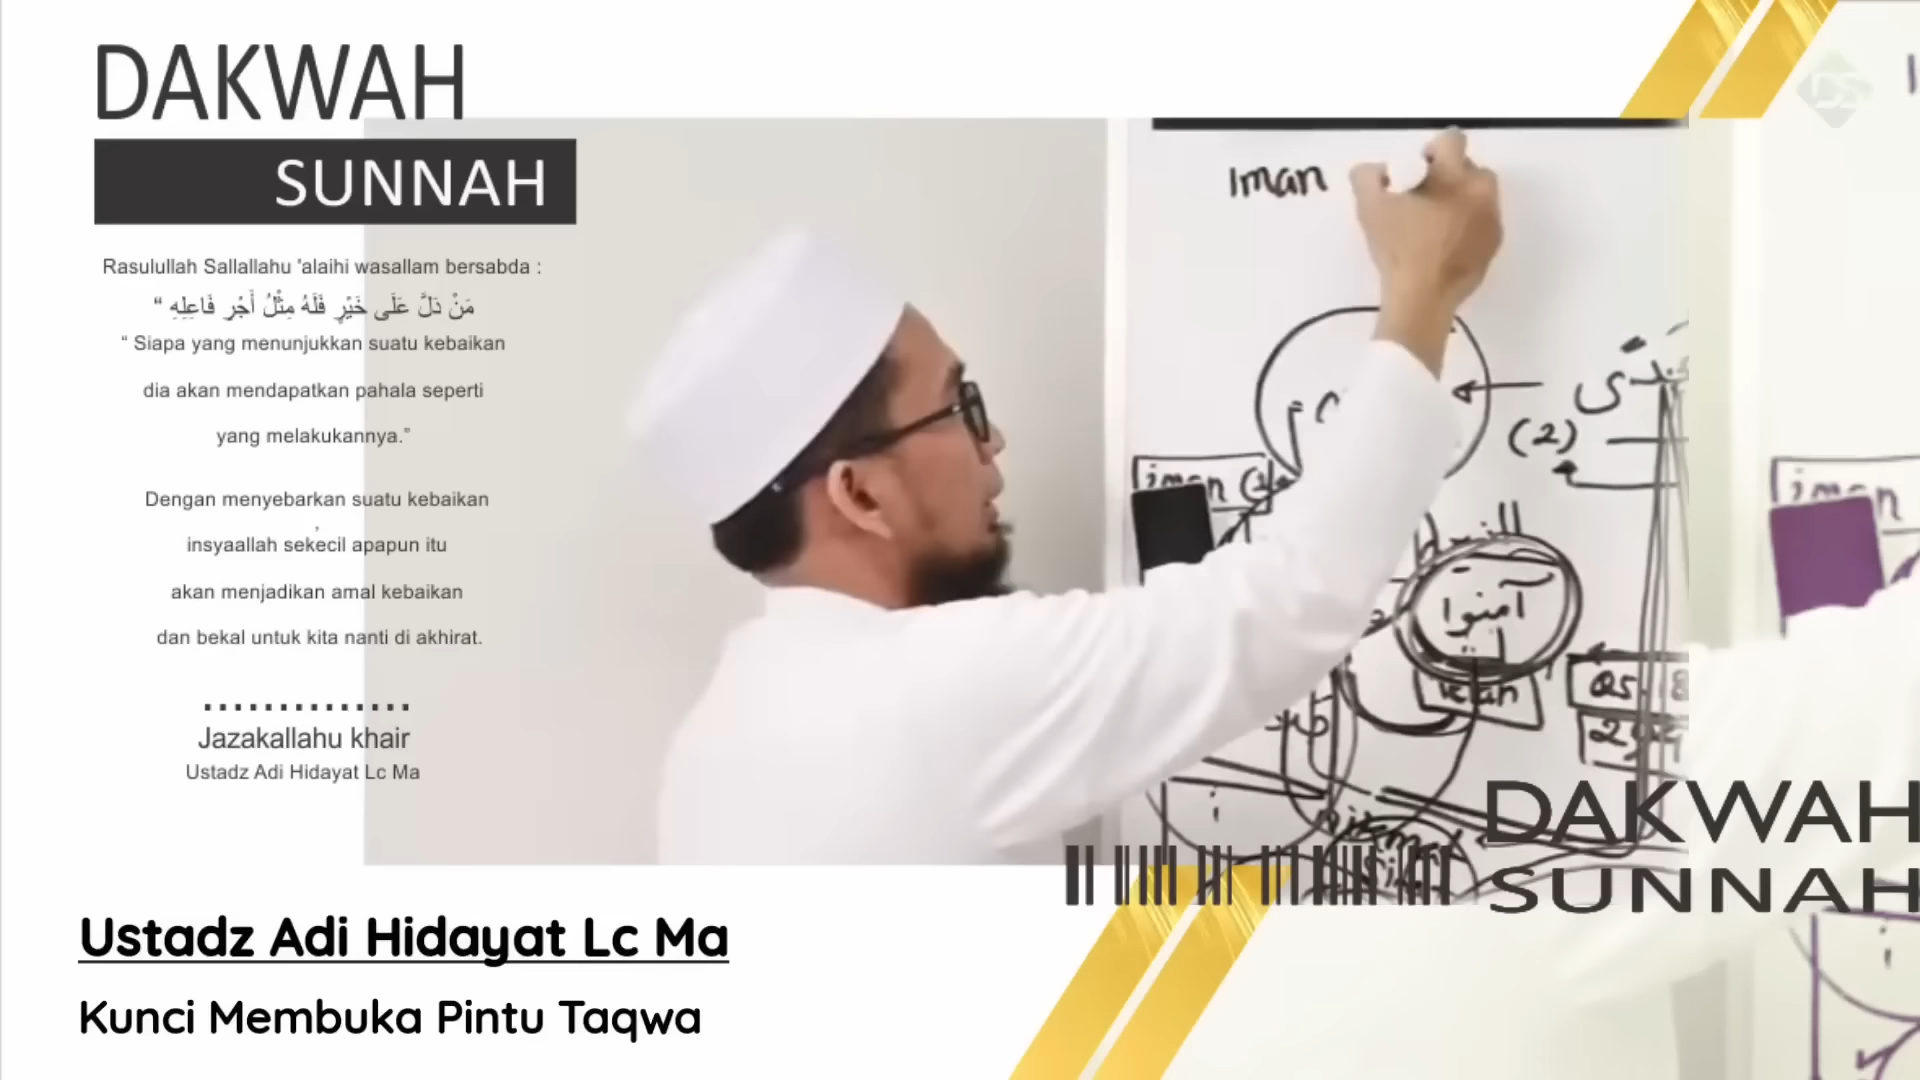 DAKWAH
SUNNAH
Rasulullah Sallallahu 'alaihi wasallam bersabda :
مَنْ دَلَّ عَلَى خَيْرٍ فَلَهُ مِثْلُ أَجْرِ فَاعِلِهِ “
“ Siapa yang menunjukkan suatu kebaikan
dia akan mendapatkan pahala seperti
yang melakukannya.”
Dengan menyebarkan suatu kebaikan
insyaallah sekecil apapun itu
akan menjadikan amal kebaikan
dan bekal untuk kita nanti di akhirat.
Jazakallahu khair
Ustadz Adi Hidayat Lc Ma
Iman
(2)
iman
آمنوا
i
DAKWAH
SUNNAH
Ustadz Adi Hidayat Lc Ma
Kunci Membuka Pintu Taqwa